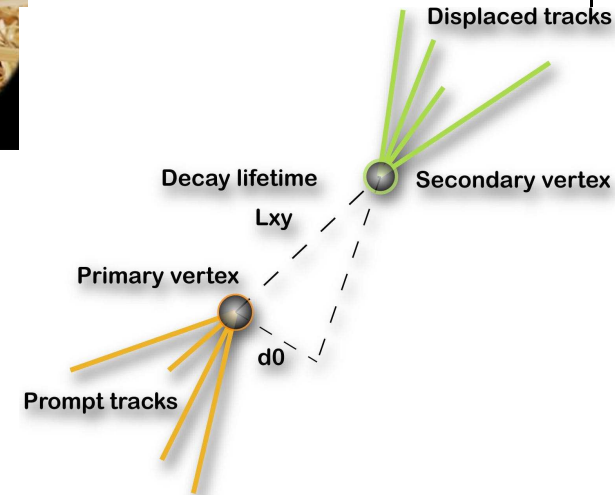 Displaced tracks
Decay lifetime
Secondary vertex
Lxy
Primary vertex
d0
Prompt tracks